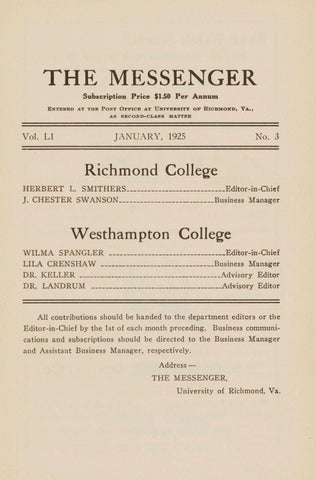 THE MESSENGER
Subscription Price $1.50 Per Annum
Entered at the Post Office at University of Richmond, Va.,
as second-class matter
Vol. LI JANUARY, 1925 No. 3
Richmond College
HERBERT L. SMITHERS Editor-in-Chief
J. CHESTER SWANSON Business Manager
Westhampton College
WILMA SPANGLER Editor-in-Chief
LILA CRENSHAW Business Manager
DR. KELLER Advisory Editor
DR. LANDRUM Advisory Editor
All contributions should be handed to the department editors or the
Editor-in-Chief by the 1st of each month preceding. Business communi-
cations and subscriptions should be directed to the Business Manager
and Assistant Business Manager, respectively.
Address—
THE MESSENGER,
University of Richmond, Va.